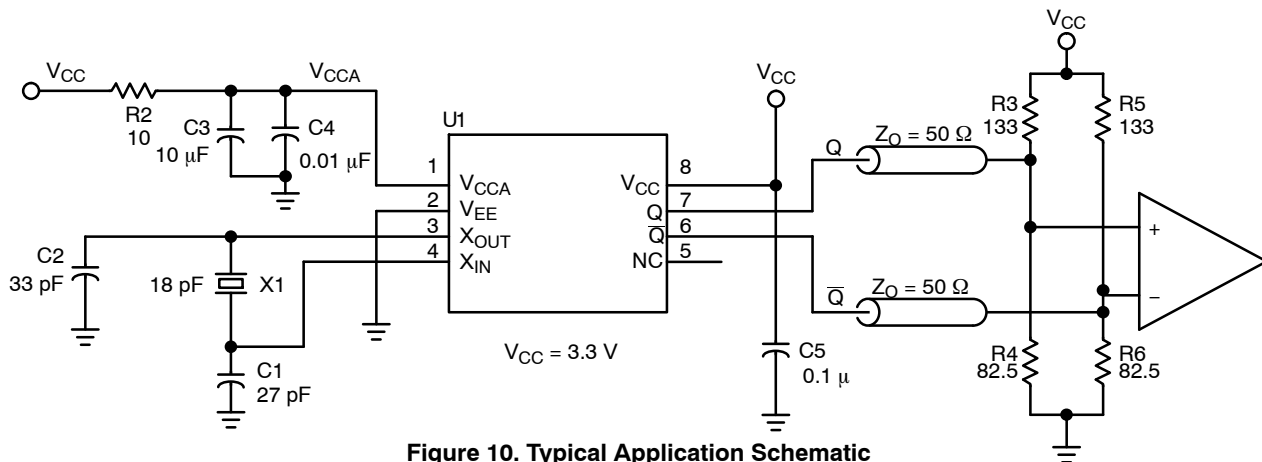 V_CC
R2
10
C3
10 μF
V_CCA
C4
0.01 μF
C2
33 pF
18 pF
X1
C1
27 pF
U1
1
2
3
4
V_CCA
V_EE
X_OUT
X_IN
V_CC
Q
Q̅
NC
8
7
6
5
V_CC = 3.3 V
V_CC
C5
0.1 μ
Q
Z_O = 50 Ω
Q̅
Z_O = 50 Ω
V_CC
R3
133
R5
133
R4
82.5
R6
82.5
+
−
Figure 10. Typical Application Schematic